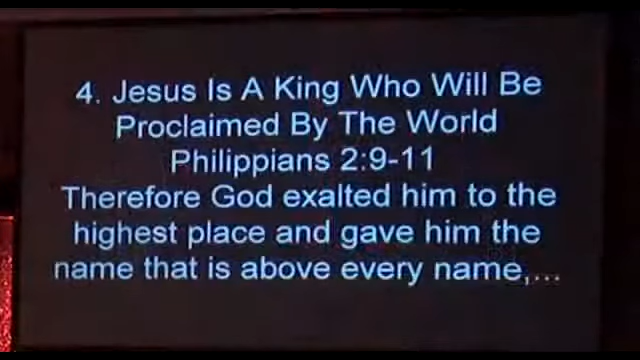 4. Jesus Is A King Who Will Be
Proclaimed By The World
Philippians 2:9-11
Therefore God exalted him to the
highest place and gave him the
name that is above every name,...